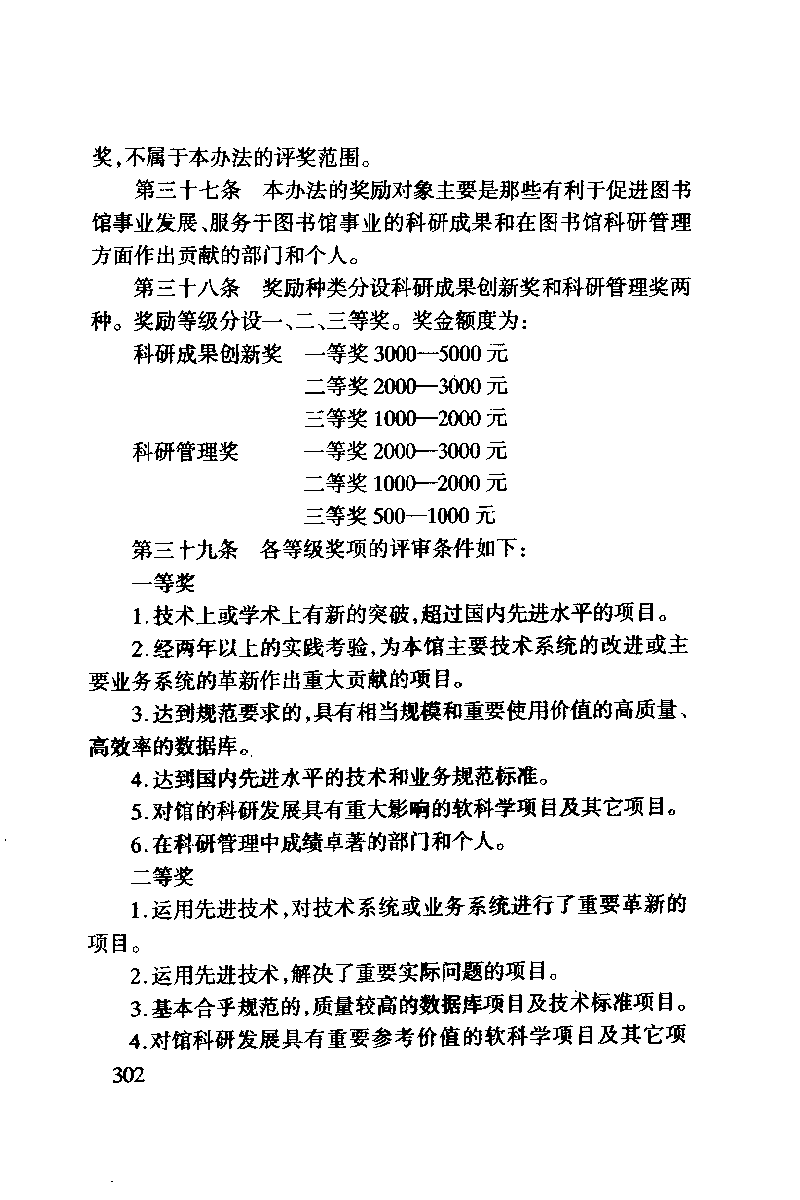 奖,不属于本办法的评奖范围。
第三十七条　本办法的奖励对象主要是那些有利于促进图书
馆事业发展、服务于图书馆事业的科研成果和在图书馆科研管理
方面作出贡献的部门和个人。
第三十八条　奖励种类分设科研成果创新奖和科研管理奖两
种。奖励等级分设一、二、三等奖。奖金额度为:
科研成果创新奖　一等奖 3000—5000 元
二等奖 2000—3000 元
三等奖 1000—2000 元
科研管理奖　一等奖 2000—3000 元
二等奖 1000—2000 元
三等奖 500—1000 元
第三十九条　各等级奖项的评审条件如下:
一等奖
1.技术上或学术上有新的突破,超过国内先进水平的项目。
2.经两年以上的实践考验,为本馆主要技术系统的改进或主
要业务系统的革新作出重大贡献的项目。
3.达到规范要求的,具有相当规模和重要使用价值的高质量、
高效率的数据库。
4.达到国内先进水平的技术和业务规范标准。
5.对馆的科研发展具有重大影响的软科学项目及其它项目。
6.在科研管理中成绩卓著的部门和个人。
二等奖
1.运用先进技术,对技术系统或业务系统进行了重要革新的
项目。
2.运用先进技术,解决了重要实际问题的项目。
3.基本合乎规范的,质量较高的数据库项目及技术标准项目。
4.对馆科研发展具有重要参考价值的软科学项目及其它项
302